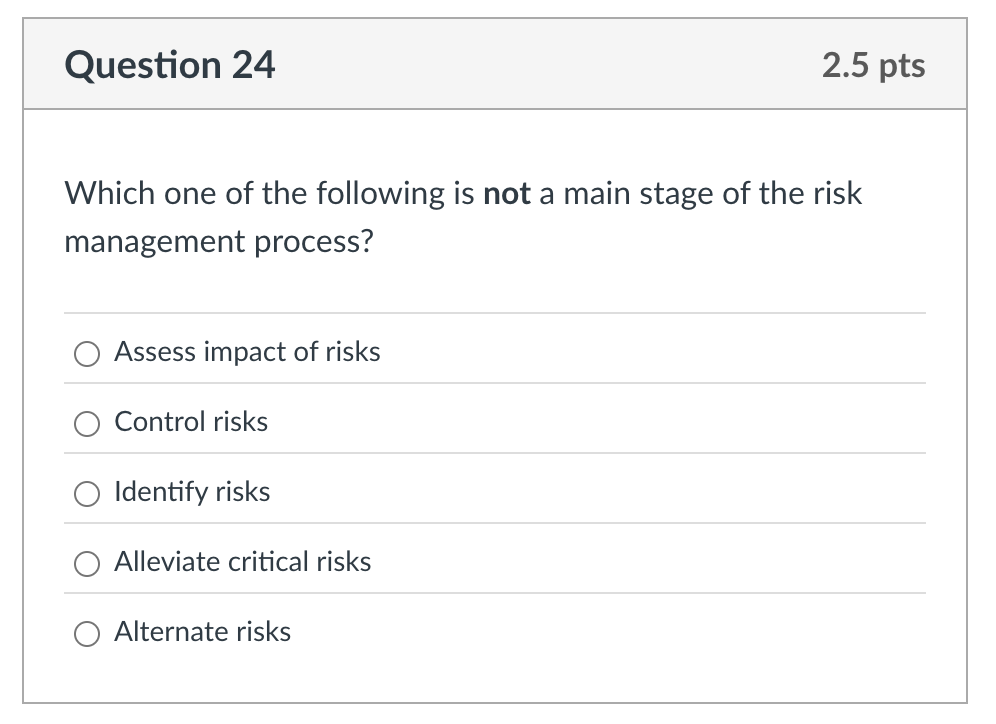 Question 24
2.5 pts
Which one of the following is not a main stage of the risk
management process?
Assess impact of risks
Control risks
Identify risks
Alleviate critical risks
Alternate risks